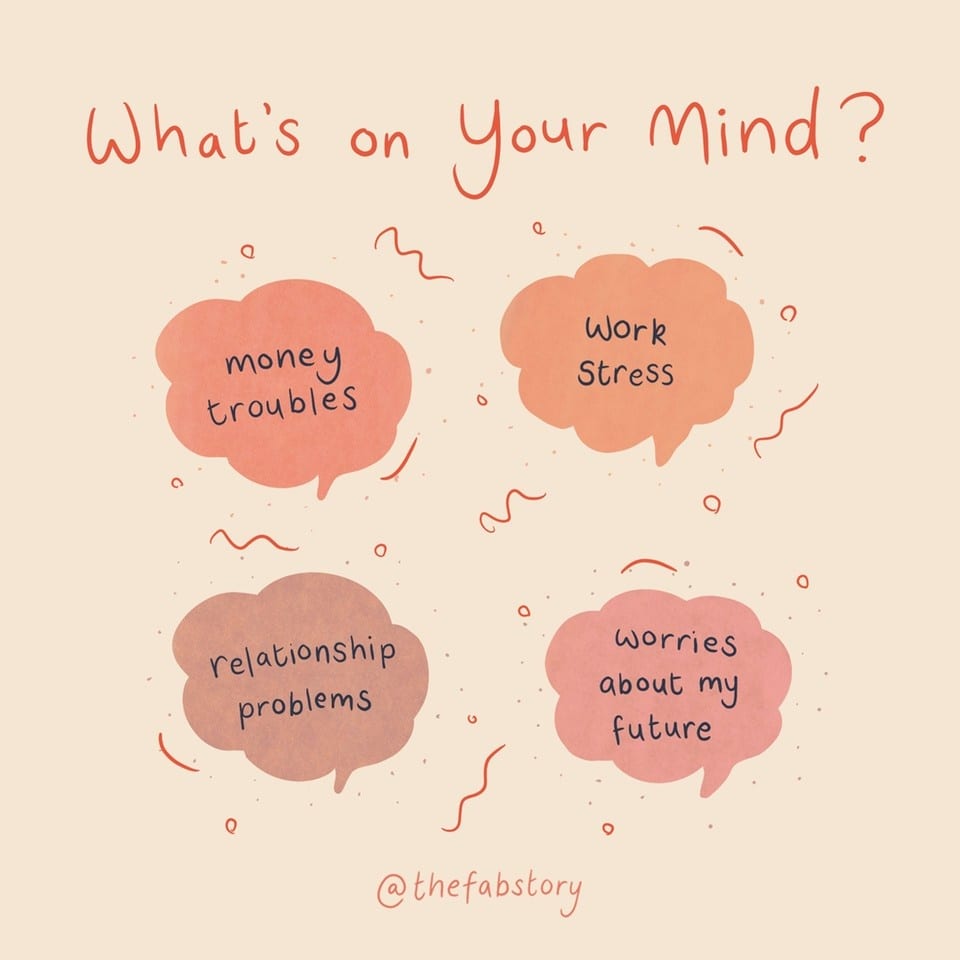 What's on Your Mind?
money
troubles
work
stress
relationship
problems
worries
about my
future
@thefabstory